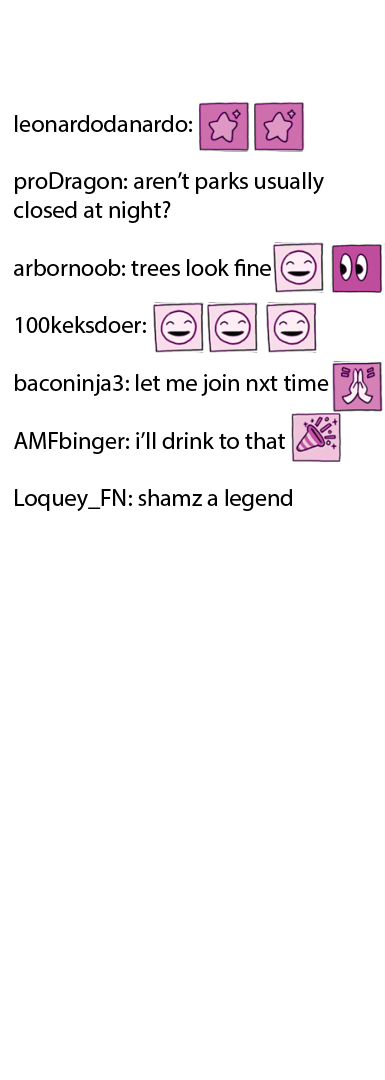 leonardodanardo:
proDragon: aren’t parks usually
closed at night?
arbornoob: trees look fine
100keksdoer:
baconinja3: let me join nxt time
AMFbinger: i’ll drink to that
Loquey_FN: shamz a legend